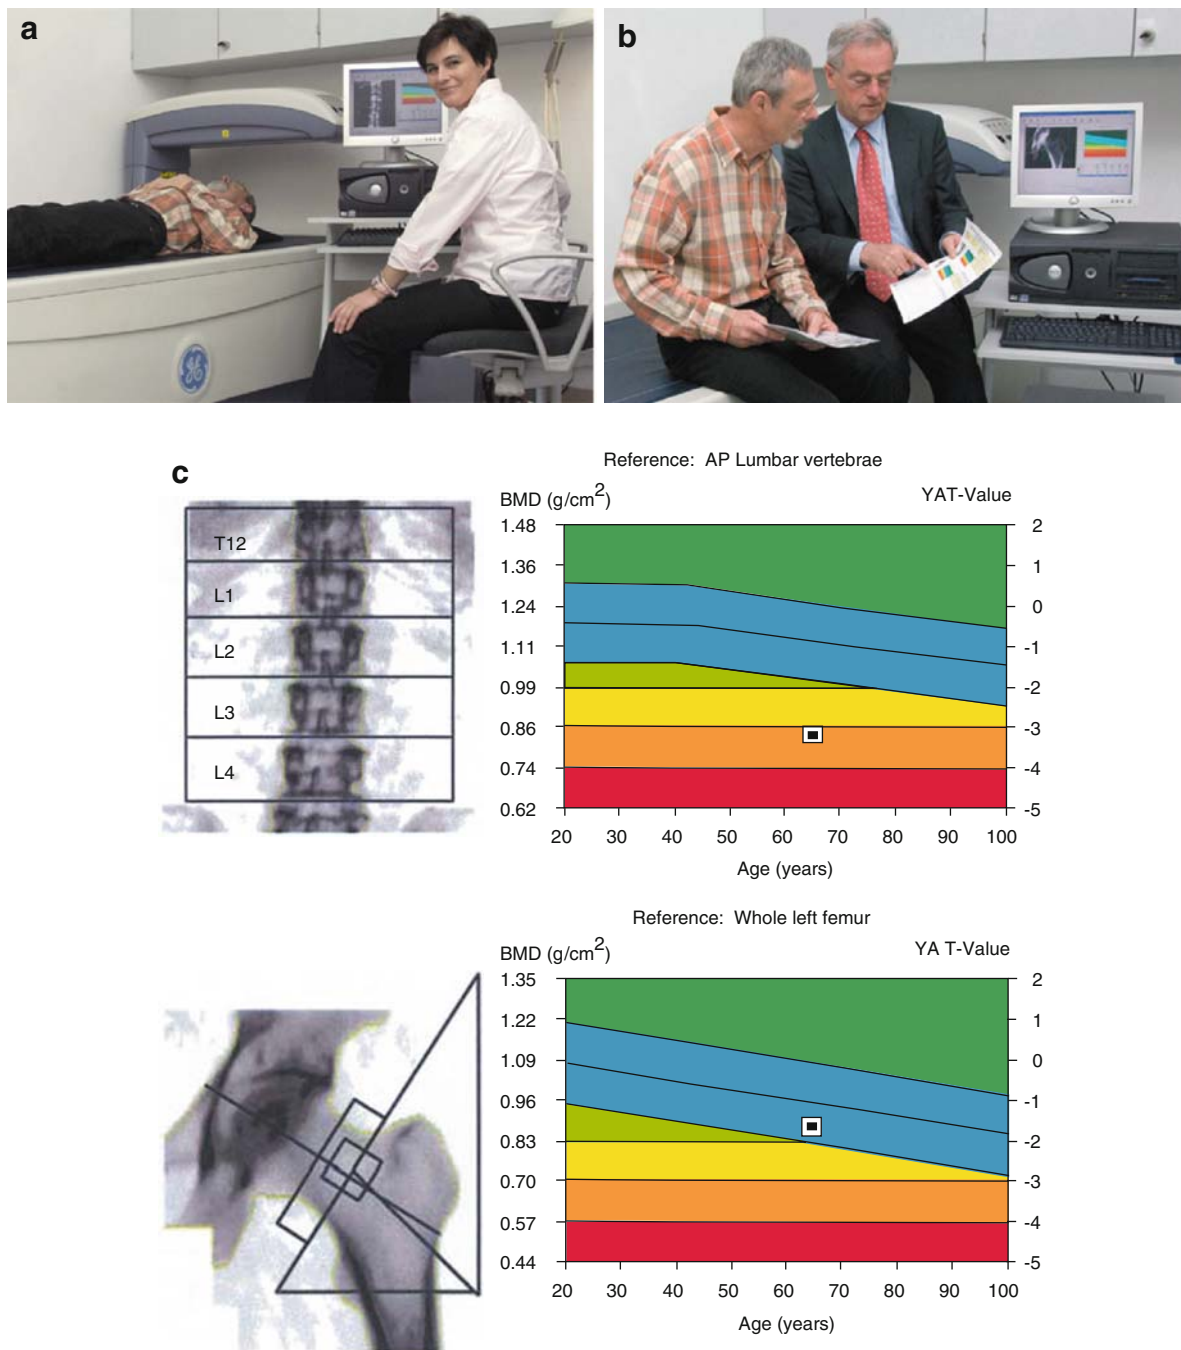 a
b
c
T12
L1
L2
L3
L4
Reference: AP Lumbar vertebrae
BMD (g/cm2)
YAT-Value
1.48
1.36
1.24
1.11
0.99
0.86
0.74
0.62
2
1
0
-1
-2
-3
-4
-5
20 30 40 50 60 70 80 90 100
Age (years)
Reference: Whole left femur
BMD (g/cm2)
YA T-Value
1.35
1.22
1.09
0.96
0.83
0.70
0.57
0.44
2
1
0
-1
-2
-3
-4
-5
20 30 40 50 60 70 80 90 100
Age (years)